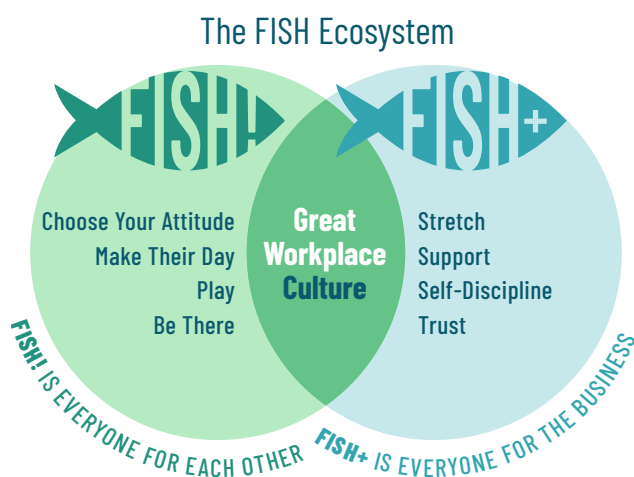 The FISH Ecosystem
FISH!
FISH+
Choose Your Attitude
Make Their Day
Play
Be There
Great
Workplace
Culture
Stretch
Support
Self-Discipline
Trust
FISH! IS EVERYONE FOR EACH OTHER
FISH+ IS EVERYONE FOR THE BUSINESS